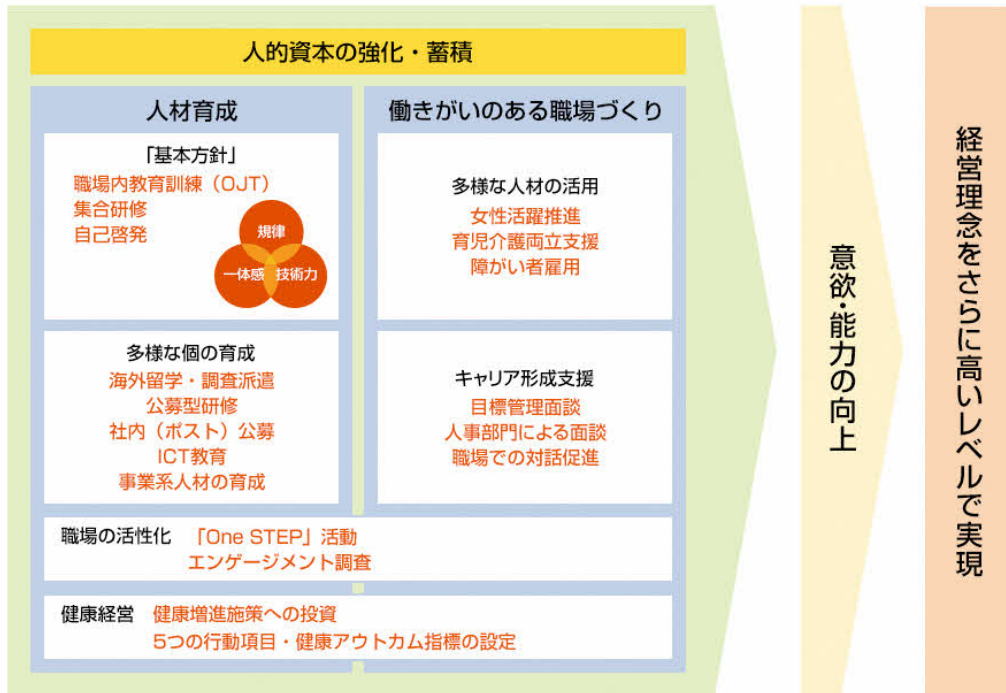 人的資本の強化・蓄積
人材育成
「基本方針」
職場内教育訓練（OJT）
集合研修
自己啓発
規律
一体感
技術力
多様な個の育成
海外留学・調査派遣
公募型研修
社内（ポスト）公募
ICT教育
事業系人材の育成
働きがいのある職場づくり
多様な人材の活用
女性活躍推進
育児介護両立支援
障がい者雇用
キャリア形成支援
目標管理面談
人事部門による面談
職場での対話促進
職場の活性化 「One STEP」活動
エンゲージメント調査
健康経営 健康増進施策への投資
5つの行動項目・健康アウトカム指標の設定
意欲・能力の向上
経営理念をさらに高いレベルで実現